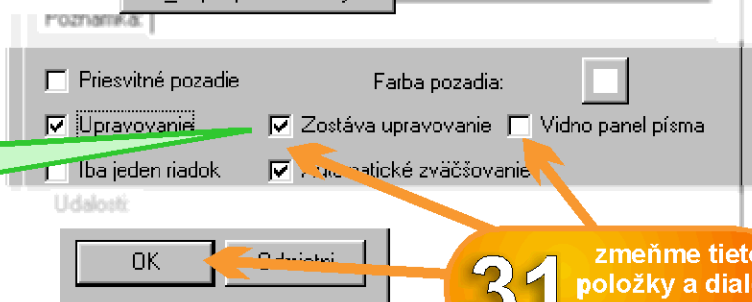 Poznámka:
Priesvitné pozadie
Farba pozadia:
Upravovanie
Zostáva upravovanie
Vidno panel písma
Iba jeden riadok
Automatické zväčšovanie
Udalosti:
OK
31
zmeňme tieto
položky a